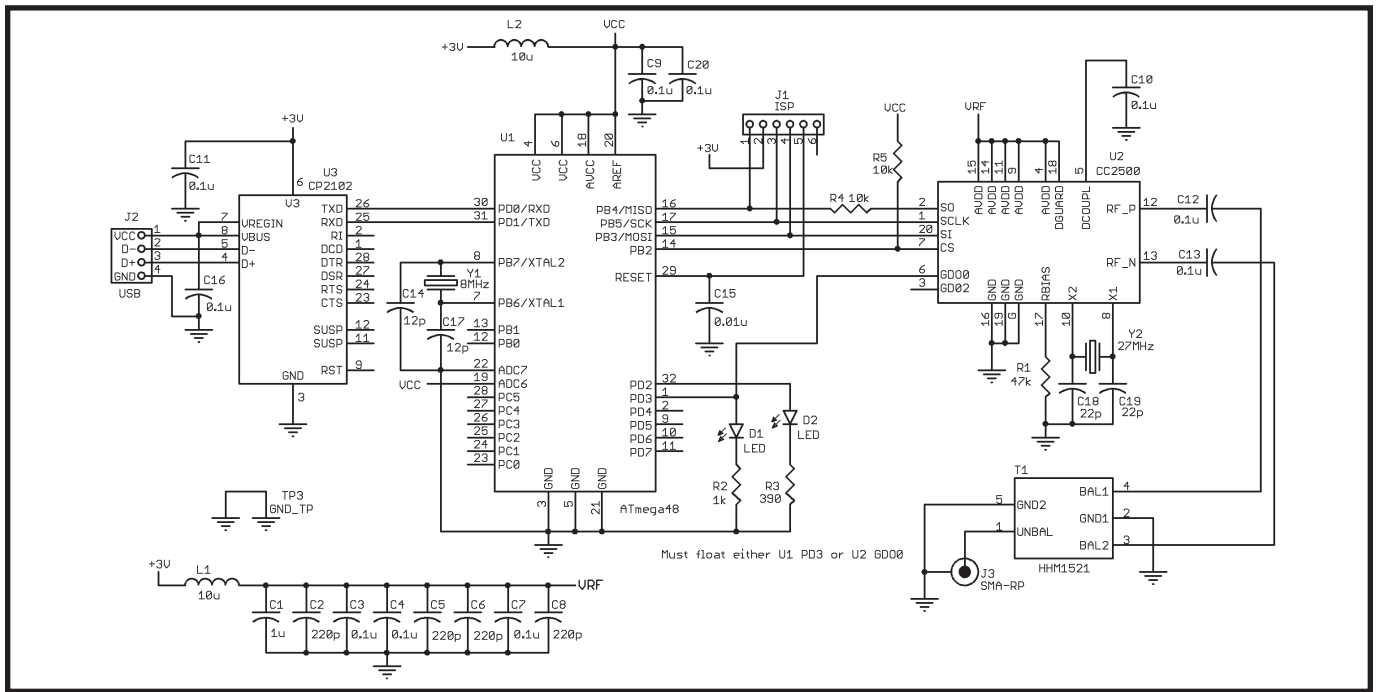 L2
VCC
+3V
10u
C9
C20
0.1u
0.1u
C10
0.1u
J1
ISP
1
2
3
4
5
6
+3V
VCC
R5
10k
VRF
+3V
C11
0.1u
U3
CP2102
6
V3
J2
VCC
D-
D+
GND
1
2
3
4
USB
7
8
5
4
VREGIN
VBUS
D-
D+
C16
0.1u
TXD
RXD
RI
DCD
DTR
DSR
RTS
CTS
SUSP
SUSP
RST
26
25
2
1
28
27
24
23
12
11
9
GND
3
U1
4
6
18
20
VCC
VCC
AVCC
AREF
30
31
8
7
13
12
22
19
28
27
26
25
24
23
PD0/RXD
PD1/TXD
PB7/XTAL2
PB6/XTAL1
PB1
PB0
ADC7
ADC6
PC5
PC4
PC3
PC2
PC1
PC0
Y1
8MHz
C14
12p
C17
12p
VCC
PB4/MISO
PB5/SCK
PB3/MOSI
PB2
RESET
PD2
PD3
PD4
PD5
PD6
PD7
16
17
15
14
29
32
1
2
9
10
11
GND
GND
GND
3
5
21
ATmega48
R4 10k
C15
0.01u
D1
LED
D2
LED
R2
1k
R3
390
Must float either U1 PD3 or U2 GDO0
U2
CC2500
15
14
11
9
4
18
5
AVDD
AVDD
AVDD
AVDD
AVDD
DGUARD
DCOUPL
2
1
20
7
6
3
SO
SCLK
SI
CS
GDO0
GDO2
RF_P
RF_N
12
13
C12
0.1u
C13
0.1u
GND
GND
GND
RBIAS
X2
X1
16
19
G
17
10
8
Y2
27MHz
R1
47k
C18
22p
C19
22p
T1
5
1
GND2
UNBAL
BAL1
GND1
BAL2
4
2
3
HHM1521
J3
SMA-RP
TP3
GND_TP
+3V
L1
10u
VRF
C1
C2
C3
C4
C5
C6
C7
C8
1u
220p
0.1u
0.1u
220p
220p
0.1u
220p